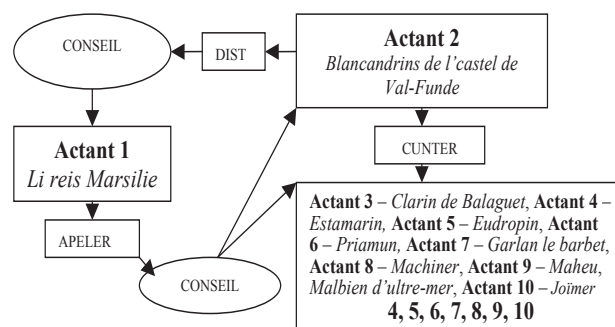 CONSEIL
DIST
Actant 2
Blancandrins de l'castel de
Val-Funde
Actant 1
Li reis Marsilie
CUNTER
APELER
CONSEIL
Actant 3 – Clarin de Balaguet, Actant 4 –
Estamarin, Actant 5 – Eudropin, Actant
6 – Priamun, Actant 7 – Garlan le barbet,
Actant 8 – Machiner, Actant 9 – Maheu,
Malbien d'ultre-mer, Actant 10 – Joïmer
4, 5, 6, 7, 8, 9, 10